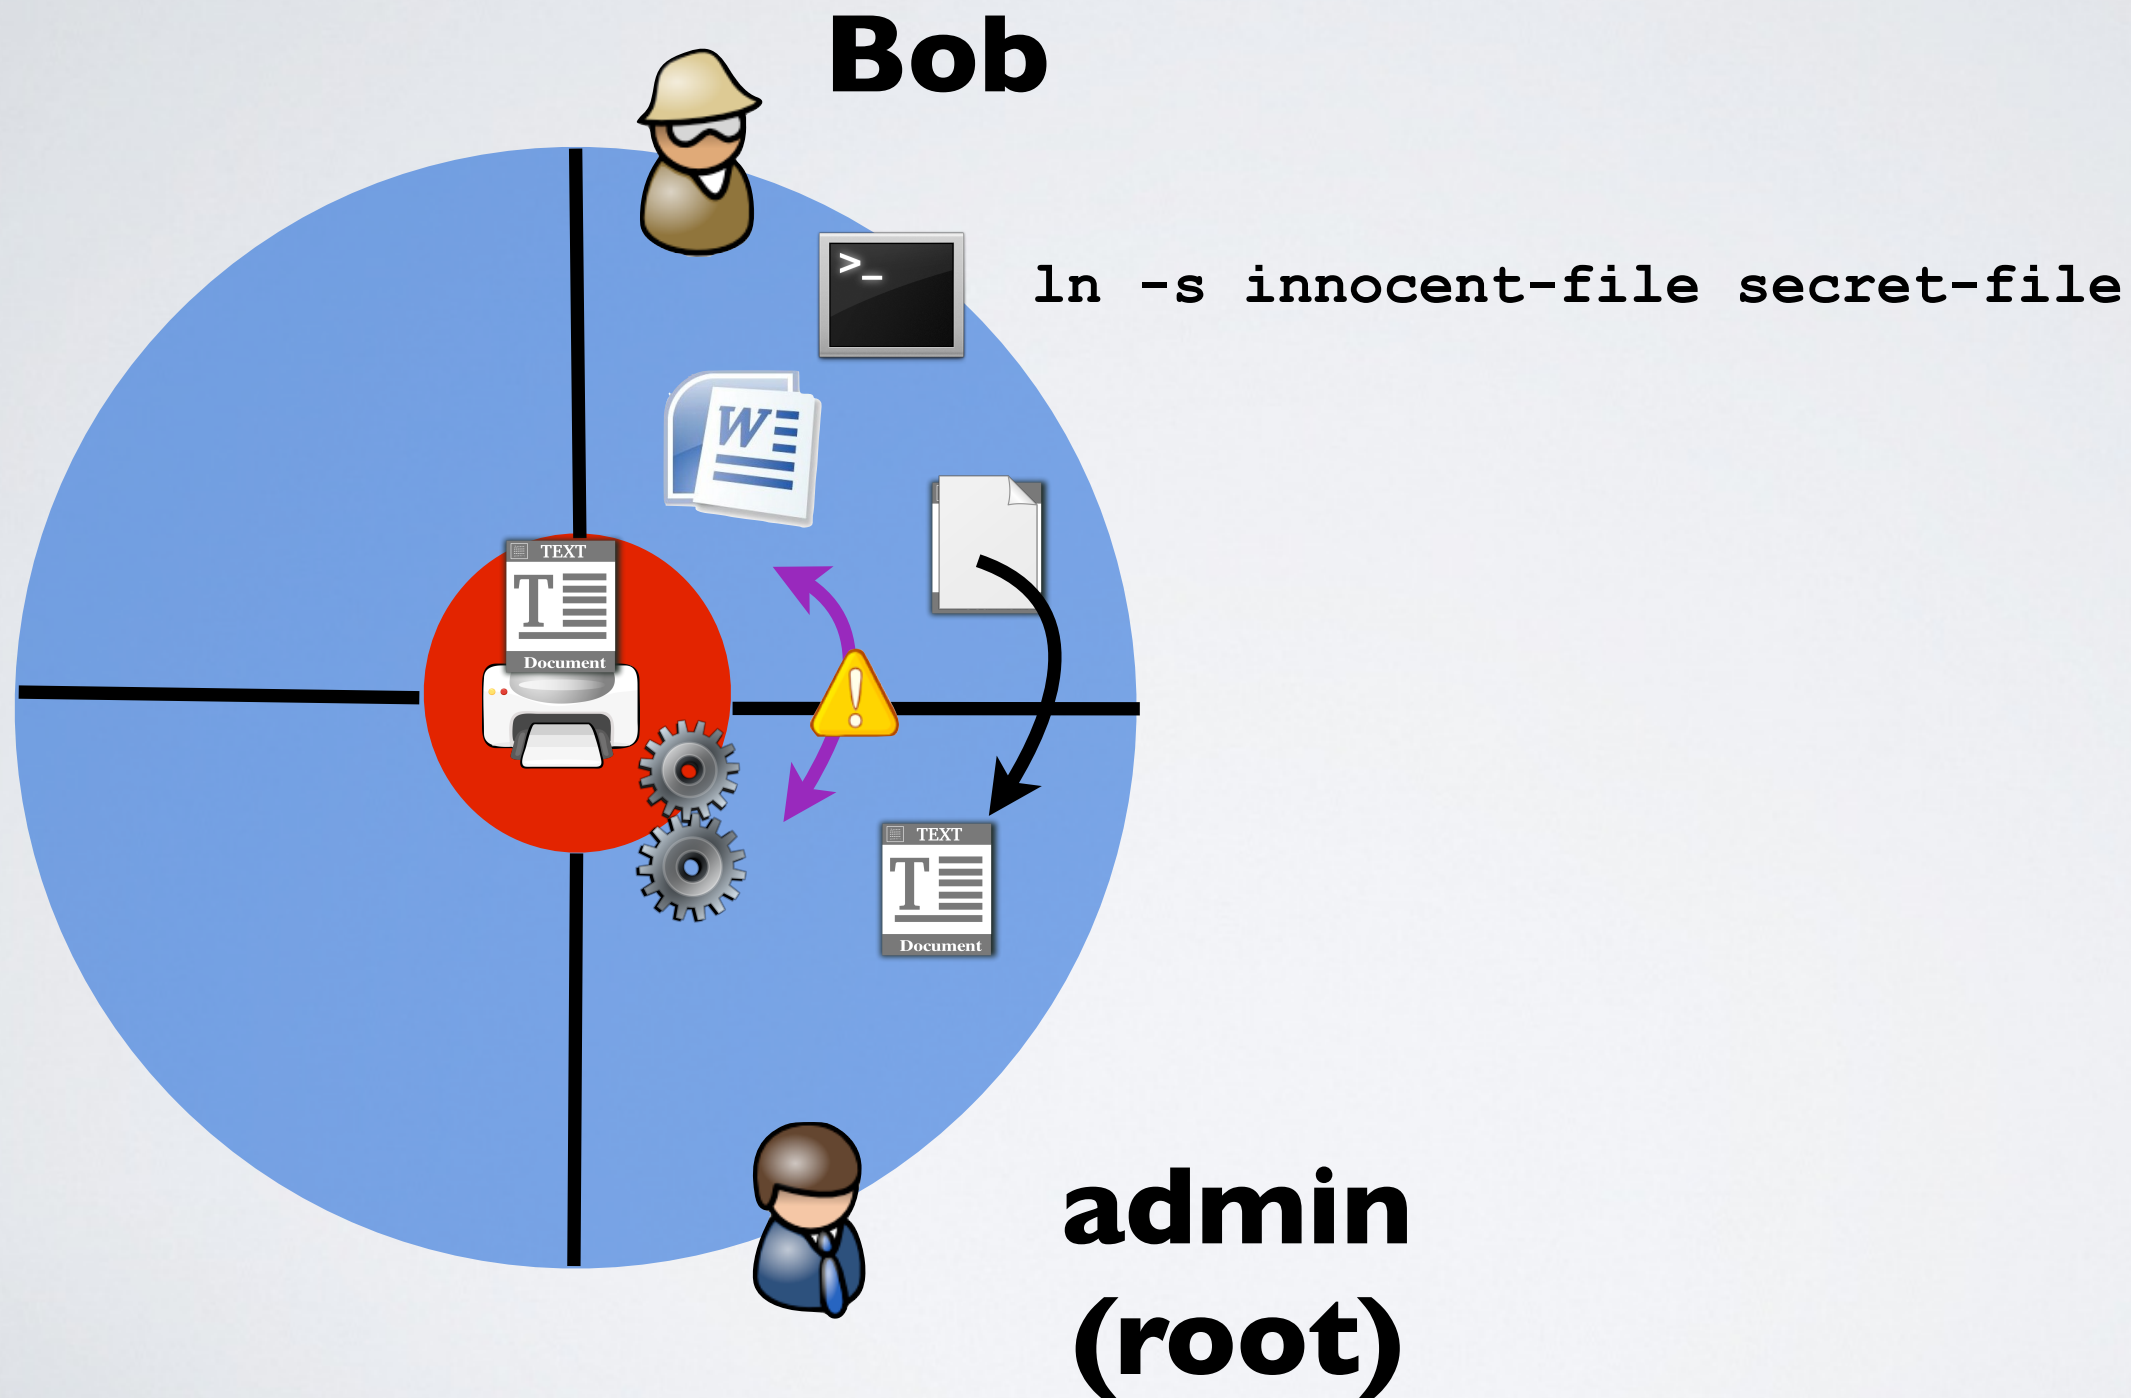 Bob
>_
ln -s innocent-file secret-file
W
TEXT
T
Document
!
TEXT
T
Document
admin
(root)